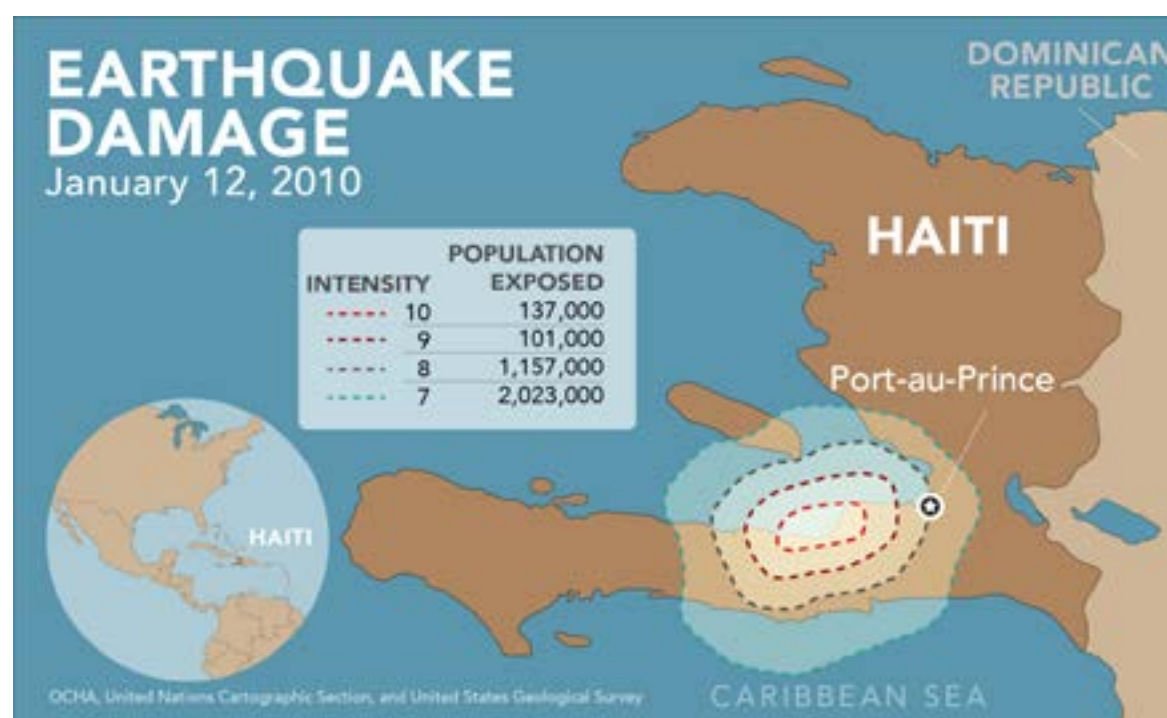 EARTHQUAKE
DAMAGE
January 12, 2010
DOMINICAN
REPUBLIC
HAITI
POPULATION
INTENSITY EXPOSED
10 137,000
9 101,000
8 1,157,000
7 2,023,000
Port-au-Prince
HAITI
OCHA, United Nations Cartographic Section, and United States Geological Survey
CARIBBEAN SEA